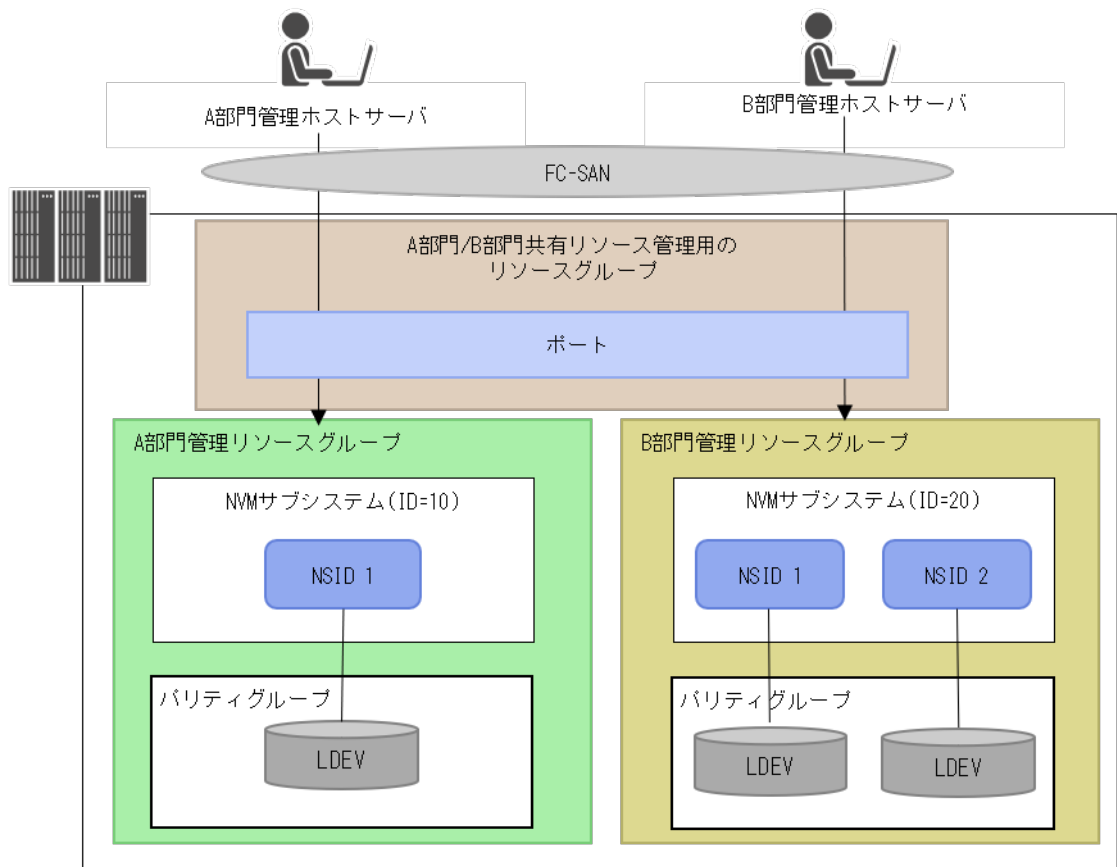 A部門管理ホストサーバ
B部門管理ホストサーバ
FC-SAN
A部門/B部門共有リソース管理用の
リソースグループ
ポート
A部門管理リソースグループ
B部門管理リソースグループ
NVMサブシステム(ID=10)
NVMサブシステム(ID=20)
NSID 1
NSID 1
NSID 2
パリティグループ
パリティグループ
LDEV
LDEV
LDEV